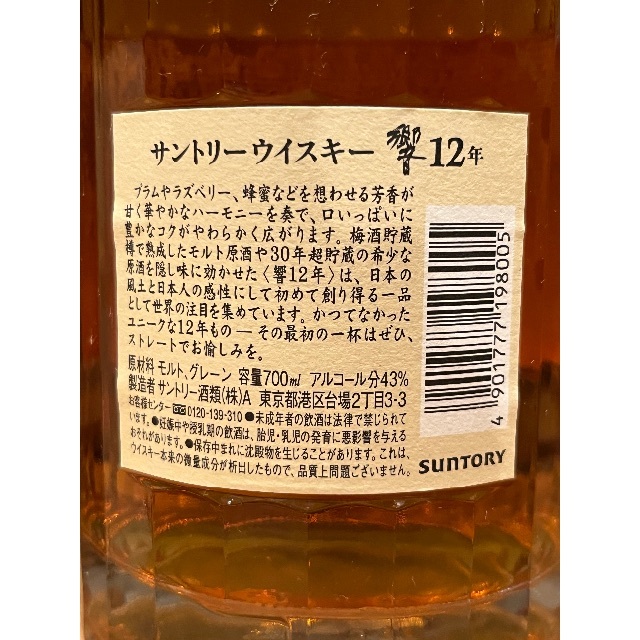 サントリーウイスキー 響 12年
プラムやラズベリー、蜂蜜などを想わせる芳香が
甘く華やかなハーモニーを奏で、口いっぱいに
豊かなコクがやわらかく広がります。梅酒貯蔵
樽で熟成したモルト原酒や30年超貯蔵の希少な
原酒を隠し味に効かせた〈響12年〉は、日本の
風土と日本人の感性にして初めて創り得る一品
として世界の注目を集めています。かつてなかった
ユニークな12年もの―その最初の一杯はぜひ、
ストレートでお愉しみを。
原材料 モルト、グレーン 容量700ml アルコール分43%
製造者 サントリー酒類(株)A 東京都港区台場2丁目3-3
お客様センター 0120-139-310 ●未成年者の飲酒は法律で禁じられて
います。●妊娠中や授乳期の飲酒は、胎児・乳児の発育に悪影響を与える
おそれがあります。●保存中まれに沈殿物を生じることがあります。これは、
ウイスキー本来の微量成分が析出したもので、品質上問題ございません。
4 901777 198005
SUNTORY